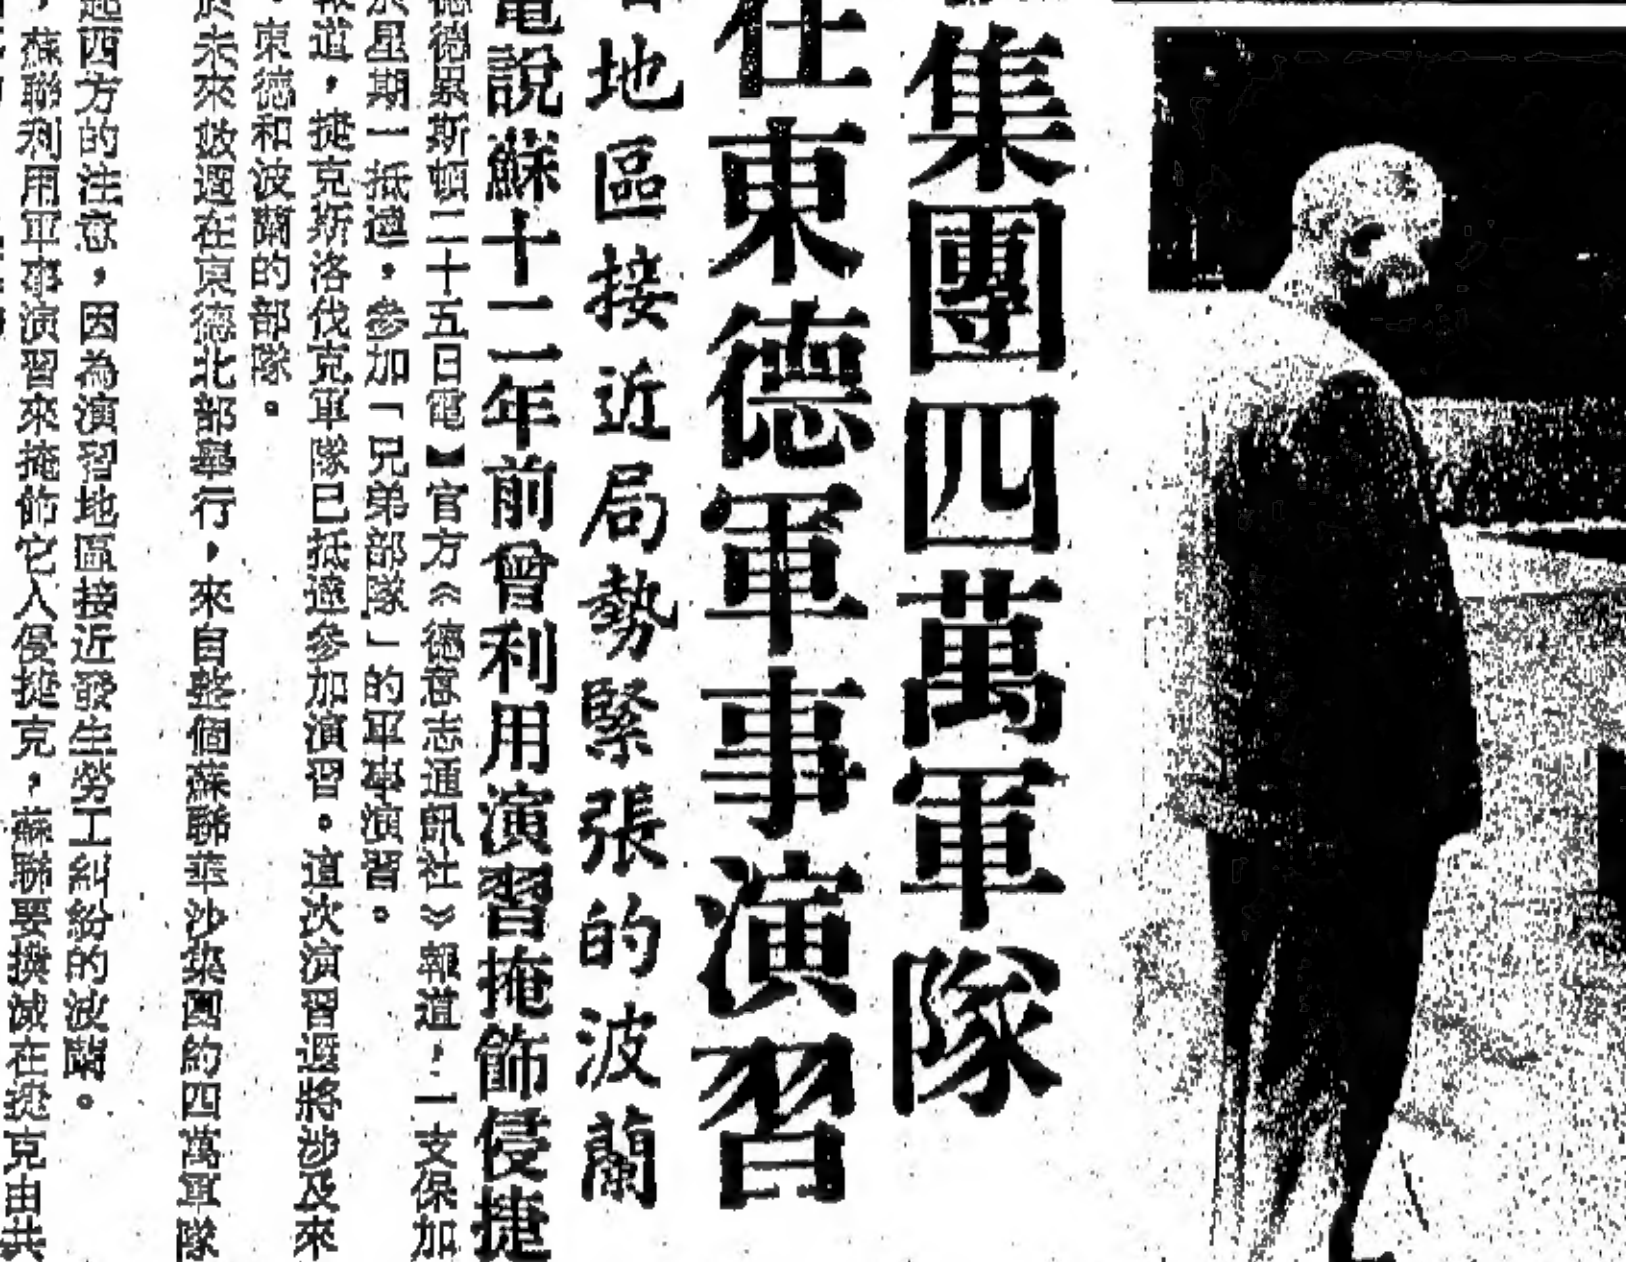 集團四萬軍隊
在東德軍事演習
地區接近局勢緊張的波蘭
電說蘇十二年前曾利用演習掩飾侵捷
德德累斯頓二十五日電】官方《德意志通訊社》報道,一支保加
於星期一抵達,參加「兄弟部隊」的軍事演習。
報道,捷克斯洛伐克軍隊已抵達參加演習。這次演習還將涉及來
東德和波蘭的部隊。
於未來數週在東德北部舉行,來自整個蘇聯華沙集團約四萬軍隊
起西方的注意,因為演習地區接近發生勞工糾紛的波蘭。
,蘇聯利用軍事演習來掩飾它入侵捷克,蘇聯要撲滅在捷克由共